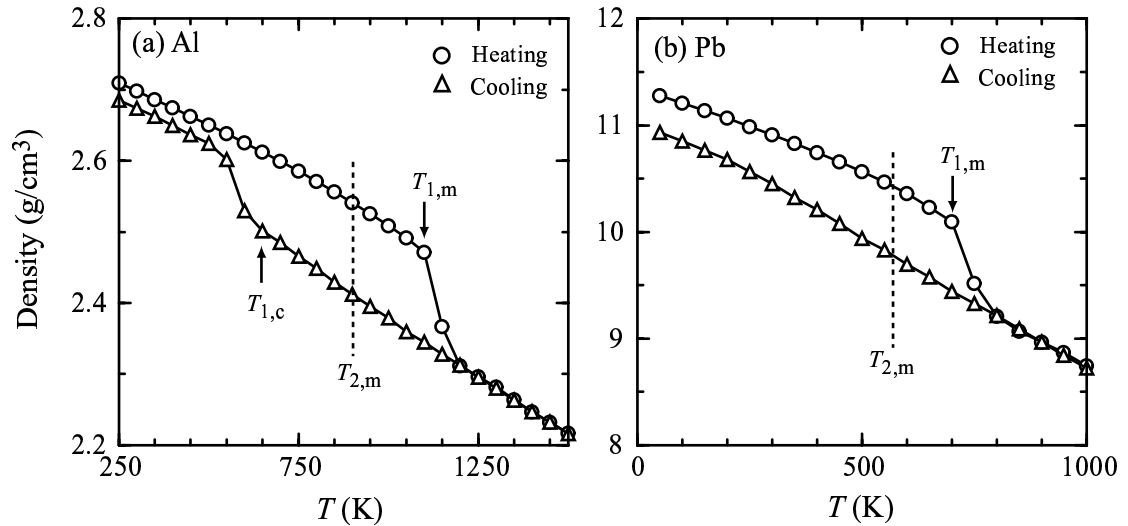 (a) Al
Heating
Cooling
T1,m
T1,c
T2,m
2.8
2.6
2.4
2.2
250
750
1250
T (K)
Density (g/cm³)
(b) Pb
Heating
Cooling
T1,m
T2,m
12
11
10
9
8
0
500
1000
T (K)